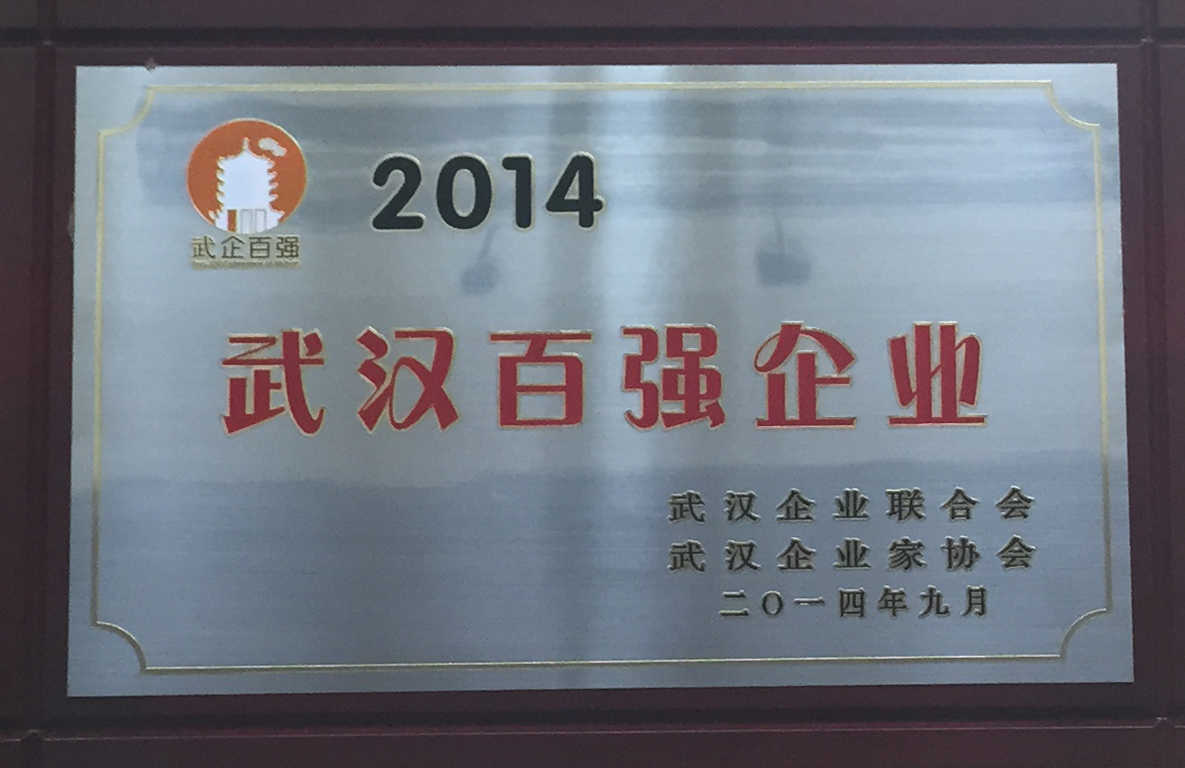 2014
武企百强
武汉百强企业
武汉企业联合会
武汉企业家协会
二〇一四年九月